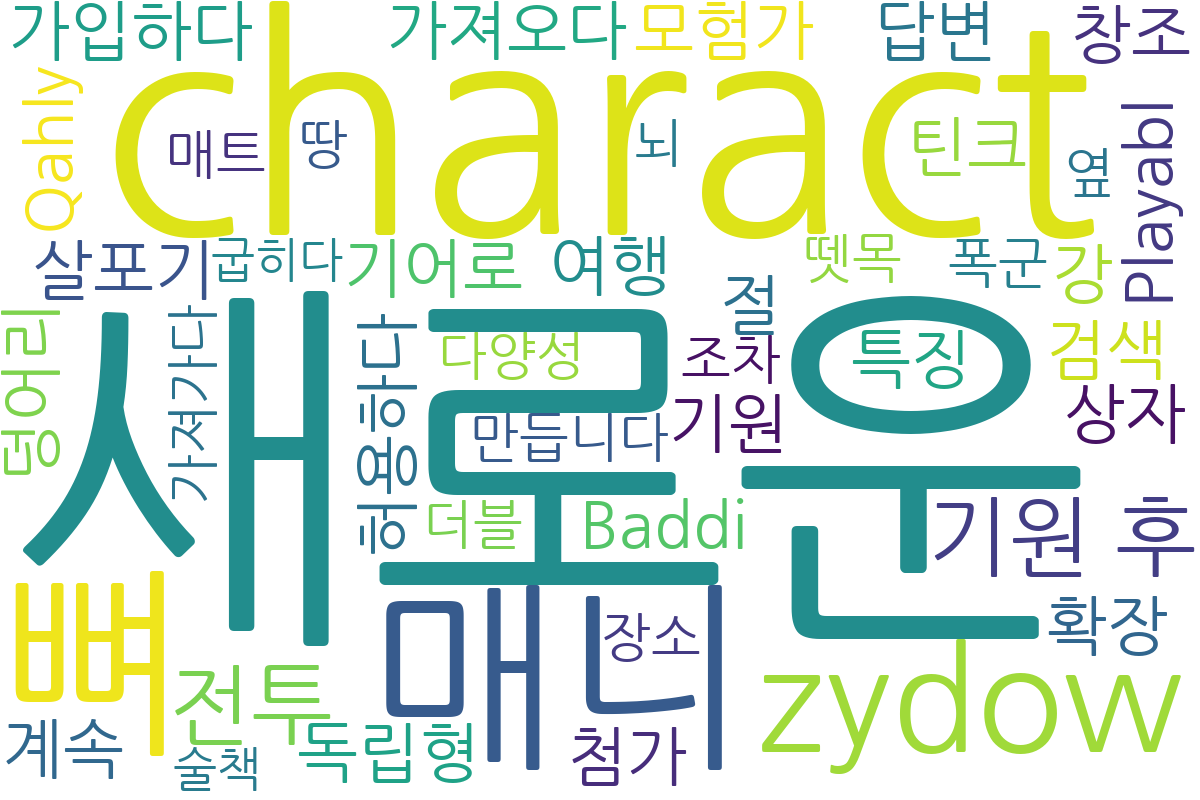 가입하다
가져오다
모험가
답변
창조
charact
Qahly
매트
땅
뇌
틴크
옆
Playabl
살포기
굽히다
기어로
여행
떗목
폭군
강
절
덩어리
가져가다
허용하다
다양성
조차
특징
검색
새로운
만듭니다
기원
상자
더블
Baddi
기원 후
뼈
매니
장소
확장
전투
zydow
계속
술책
독립형
첨가